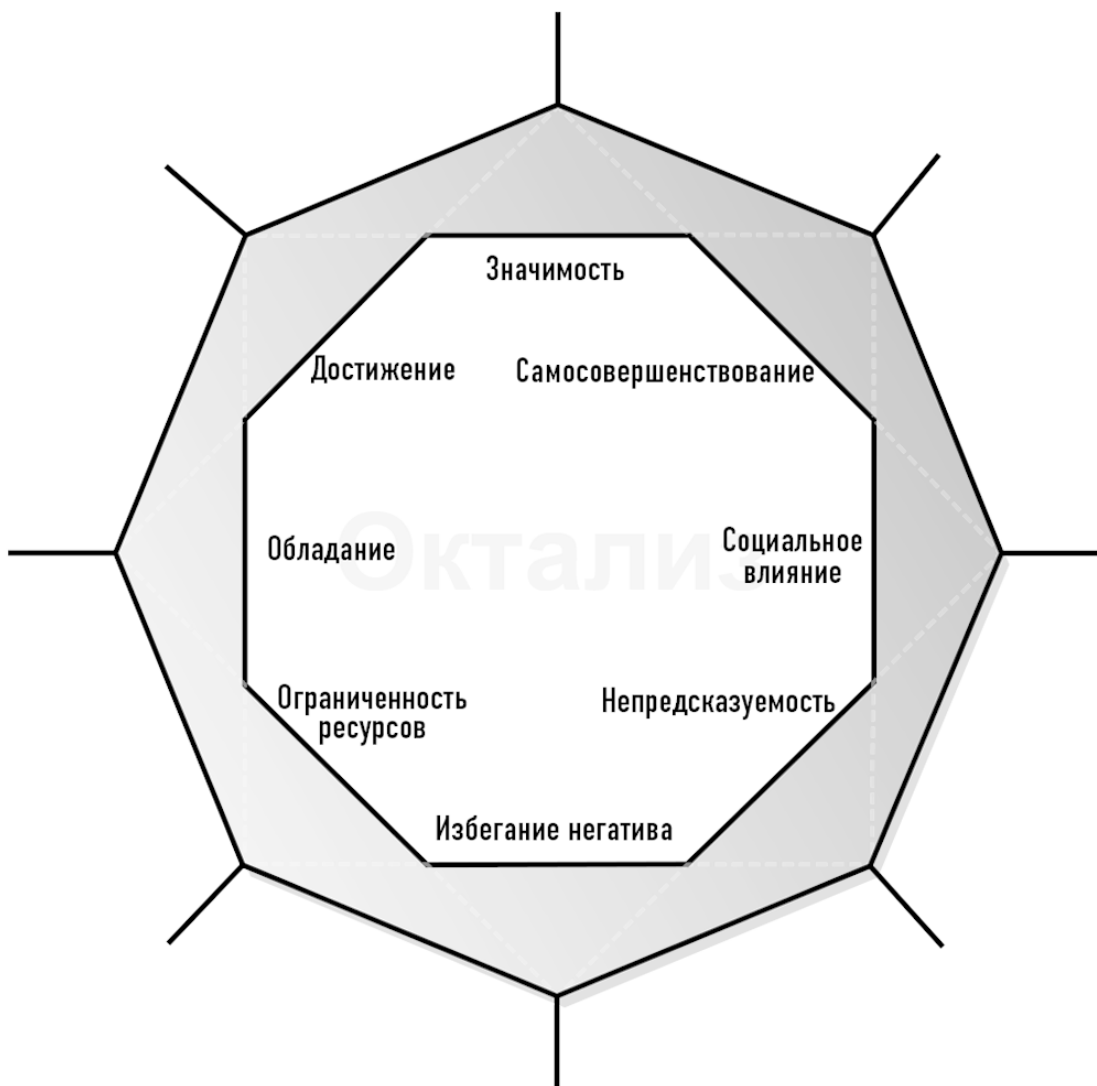 Значимость
Достижение
Самосовершенствование
Октализ
Обладание
Социальное
влияние
Ограниченность
ресурсов
Непредсказуемость
Избегание негатива